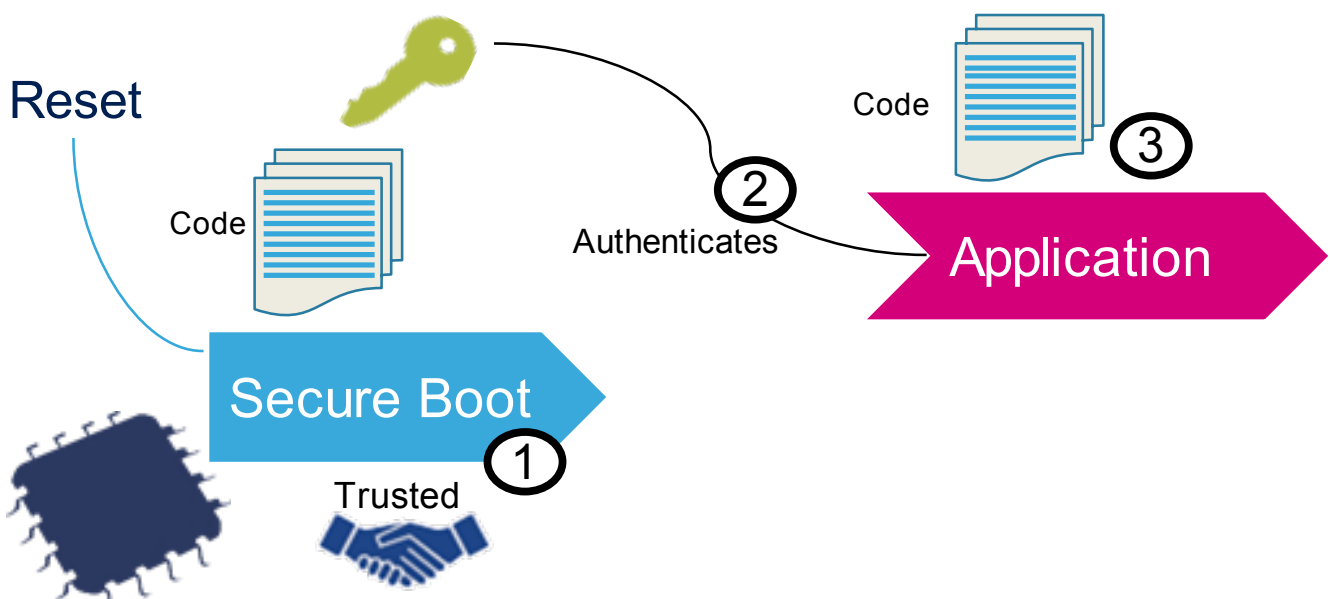 Reset
Code
Code
3
2
Authenticates
Application
Secure Boot
1
Trusted